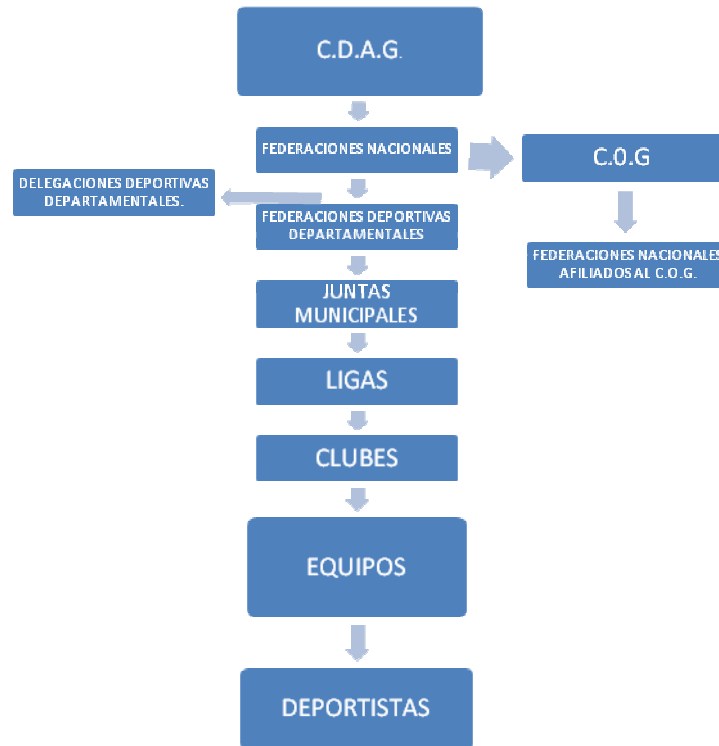 C.D.A.G.
FEDERACIONES NACIONALES
C.O.G
DELEGACIONES DEPORTIVAS
DEPARTAMENTALES.
FEDERACIONES DEPORTIVAS
DEPARTAMENTALES
FEDERACIONES NACIONALES
AFILIADOS AL C.O.G.
JUNTAS
MUNICIPALES
LIGAS
CLUBES
EQUIPOS
DEPORTISTAS